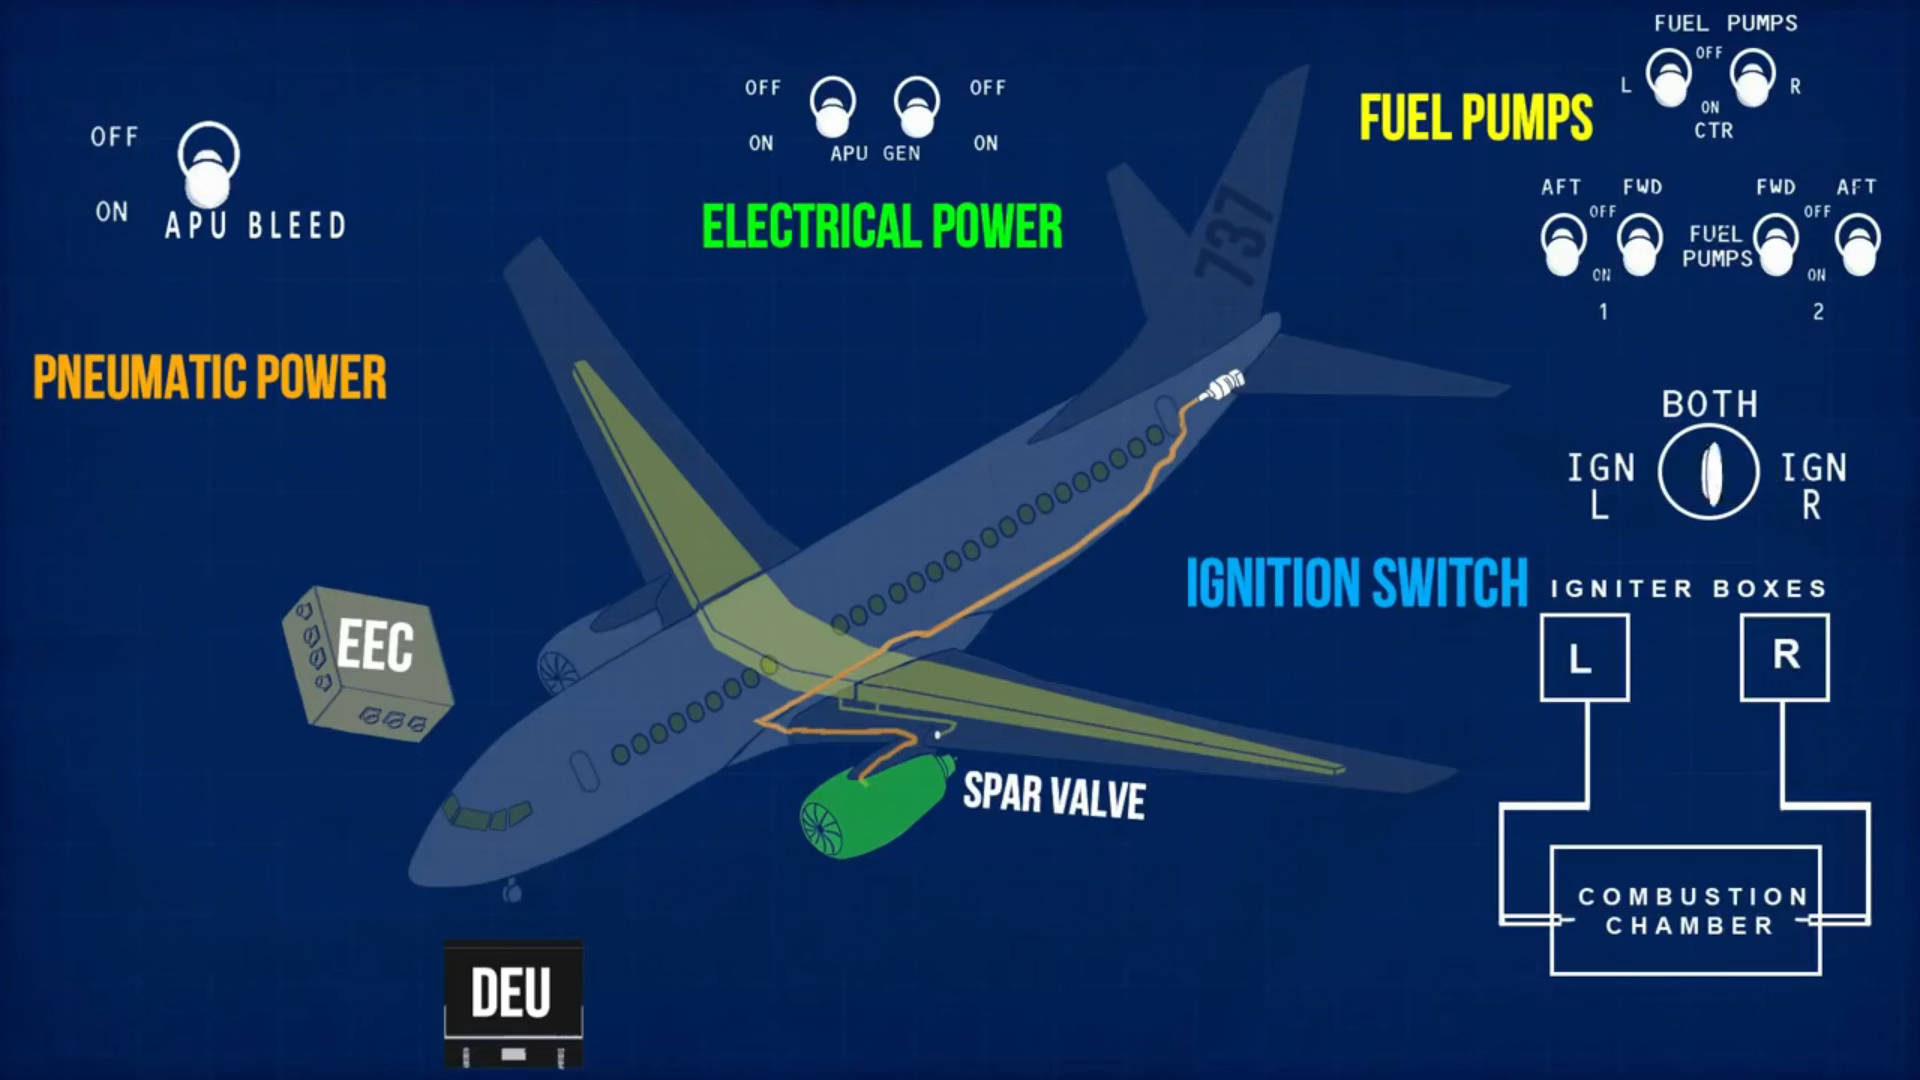 FUEL PUMPS
OFF
L R
ON
CTR
FUEL PUMPS
OFF OFF
ON ON
APU GEN
ELECTRICAL POWER
OFF
ON
APU BLEED
AFT FWD FWD AFT
OFF OFF
FUEL
PUMPS
ON ON
1 2
737
PNEUMATIC POWER
BOTH
IGN IGN
L R
IGNITION SWITCH
IGNITER BOXES
L R
EEC
SPAR VALVE
COMBUSTION
CHAMBER
DEU